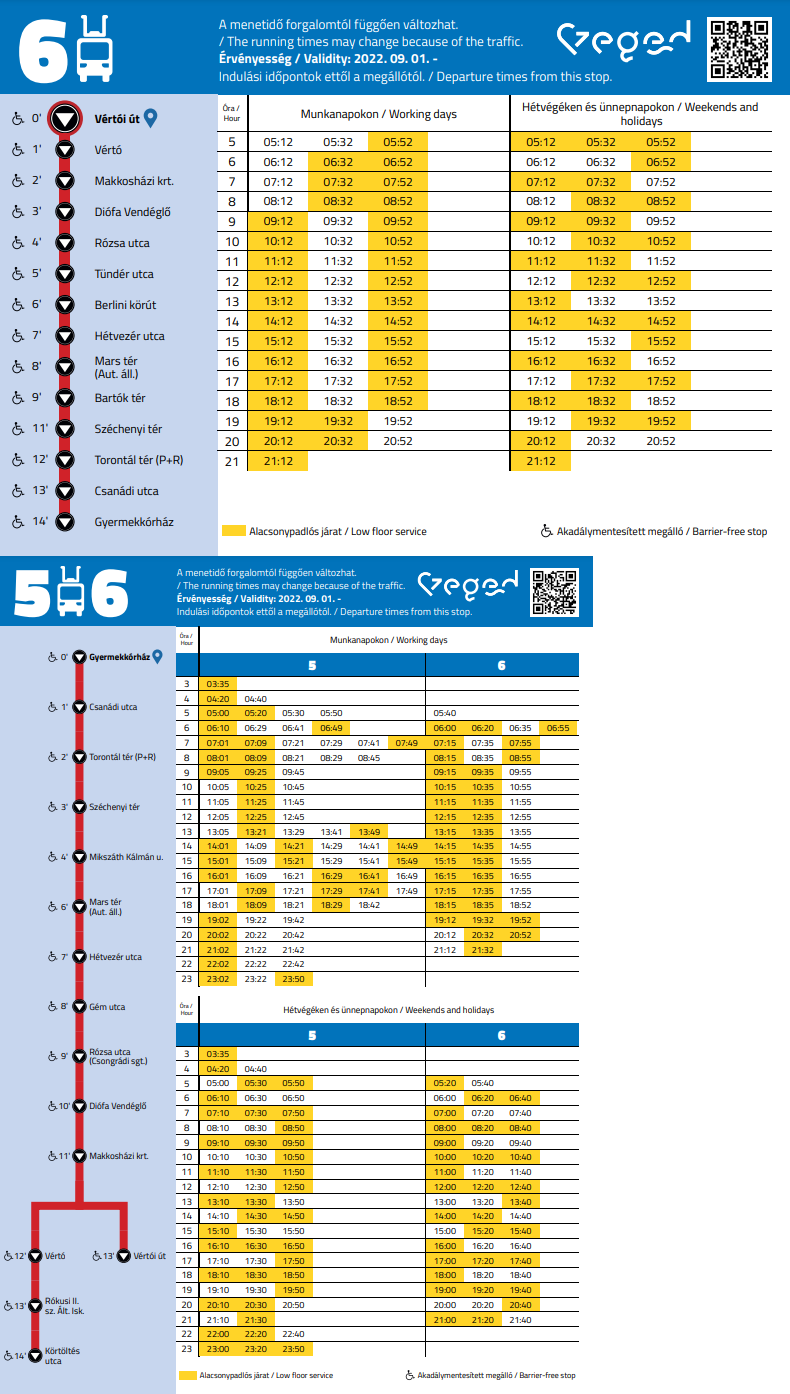 6
A menetidő forgalomtól függően változhat.
/ The running times may change because of the traffic.
Érvényesség / Validity: 2022. 09. 01. -
Indulási időpontok ettől a megállótól. / Departure times from this stop.
Szeged
0' Vértói út
1' Vértó
2' Makkosházi krt.
3' Diófa Vendéglő
4' Rózsa utca
5' Tündér utca
6' Berlini körút
7' Hétvezér utca
8' Mars tér
(Aut. áll.)
9' Bartók tér
11' Széchenyi tér
12' Torontál tér (P+R)
13' Csanádi utca
14' Gyermekkórház
Óra /
Hour
Munkanapokon / Working days
Hétvégéken és ünnepnapokon / Weekends and
holidays
5 05:12 05:32 05:52 05:12 05:32 05:52
6 06:12 06:32 06:52 06:12 06:32 06:52
7 07:12 07:32 07:52 07:12 07:32 07:52
8 08:12 08:32 08:52 08:12 08:32 08:52
9 09:12 09:32 09:52 09:12 09:32 09:52
10 10:12 10:32 10:52 10:12 10:32 10:52
11 11:12 11:32 11:52 11:12 11:32 11:52
12 12:12 12:32 12:52 12:12 12:32 12:52
13 13:12 13:32 13:52 13:12 13:32 13:52
14 14:12 14:32 14:52 14:12 14:32 14:52
15 15:12 15:32 15:52 15:12 15:32 15:52
16 16:12 16:32 16:52 16:12 16:32 16:52
17 17:12 17:32 17:52 17:12 17:32 17:52
18 18:12 18:32 18:52 18:12 18:32 18:52
19 19:12 19:32 19:52 19:12 19:32 19:52
20 20:12 20:32 20:52 20:12 20:32 20:52
21 21:12 21:12
Alacsonypadlós járat / Low floor service
Akadálymentesített megálló / Barrier-free stop
5 6
A menetidő forgalomtól függően változhat.
/ The running times may change because of the traffic.
Érvényesség / Validity: 2022. 09. 01. -
Indulási időpontok ettől a megállótól. / Departure times from this stop.
Szeged
0' Gyermekkórház
1' Csanádi utca
2' Torontál tér (P+R)
3' Széchenyi tér
4' Mikszáth Kálmán u.
6' Mars tér
(Aut. áll.)
7' Hétvezér utca
8' Gém utca
9' Rózsa utca
(Csongrádi sgt.)
10' Diófa Vendéglő
11' Makkosházi krt.
12' Vértó
13' Vértói út
13' Rókusi II.
sz. Ált. Isk.
14' Körtöltés
utca
Óra /
Hour
Munkanapokon / Working days
5 6
3 03:35
4 04:20 04:40
5 05:00 05:20 05:30 05:50 05:40
6 06:10 06:29 06:41 06:49 06:00 06:20 06:35 06:55
7 07:01 07:09 07:21 07:29 07:41 07:49 07:15 07:35 07:55
8 08:01 08:09 08:21 08:29 08:45 08:15 08:35 08:55
9 09:05 09:25 09:45 09:15 09:35 09:55
10 10:05 10:25 10:45 10:15 10:35 10:55
11 11:05 11:25 11:45 11:15 11:35 11:55
12 12:05 12:25 12:45 12:15 12:35 12:55
13 13:05 13:21 13:29 13:41 13:49 13:15 13:35 13:55
14 14:01 14:09 14:21 14:29 14:41 14:49 14:15 14:35 14:55
15 15:01 15:09 15:21 15:29 15:41 15:49 15:15 15:35 15:55
16 16:01 16:09 16:21 16:29 16:41 16:49 16:15 16:35 16:55
17 17:01 17:09 17:21 17:29 17:41 17:49 17:15 17:35 17:55
18 18:01 18:09 18:21 18:29 18:42 18:15 18:35 18:52
19 19:02 19:22 19:42 19:12 19:32 19:52
20 20:02 20:22 20:42 20:12 20:32 20:52
21 21:02 21:22 21:42 21:12 21:32
22 22:02 22:22 22:42
23 23:02 23:22 23:50
Óra /
Hour
Hétvégéken és ünnepnapokon / Weekends and holidays
5 6
3 03:35
4 04:20 04:40
5 05:00 05:30 05:50 05:20 05:40
6 06:10 06:30 06:50 06:00 06:20 06:40
7 07:10 07:30 07:50 07:00 07:20 07:40
8 08:10 08:30 08:50 08:00 08:20 08:40
9 09:10 09:30 09:50 09:00 09:20 09:40
10 10:10 10:30 10:50 10:00 10:20 10:40
11 11:10 11:30 11:50 11:00 11:20 11:40
12 12:10 12:30 12:50 12:00 12:20 12:40
13 13:10 13:30 13:50 13:00 13:20 13:40
14 14:10 14:30 14:50 14:00 14:20 14:40
15 15:10 15:30 15:50 15:00 15:20 15:40
16 16:10 16:30 16:50 16:00 16:20 16:40
17 17:10 17:30 17:50 17:00 17:20 17:40
18 18:10 18:30 18:50 18:00 18:20 18:40
19 19:10 19:30 19:50 19:00 19:20 19:40
20 20:10 20:30 20:50 20:00 20:20 20:40
21 21:10 21:30 21:00 21:20 21:40
22 22:00 22:20 22:40
23 23:00 23:20 23:50
Alacsonypadlós járat / Low floor service
Akadálymentesített megálló / Barrier-free stop